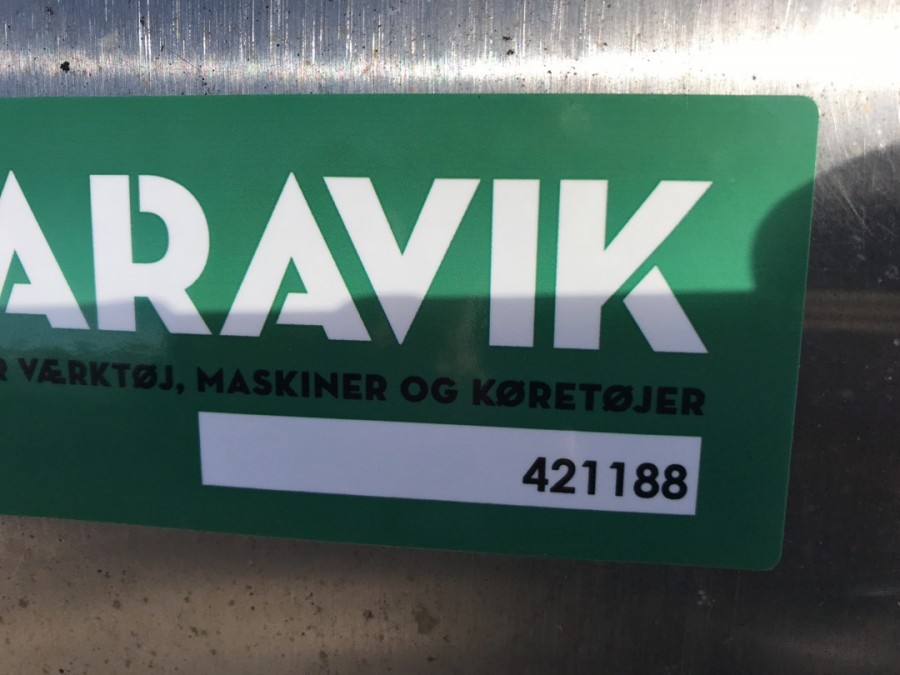 ARAVIK
R VÆRKTØJ, MASKINER OG KØRETØJER
421188